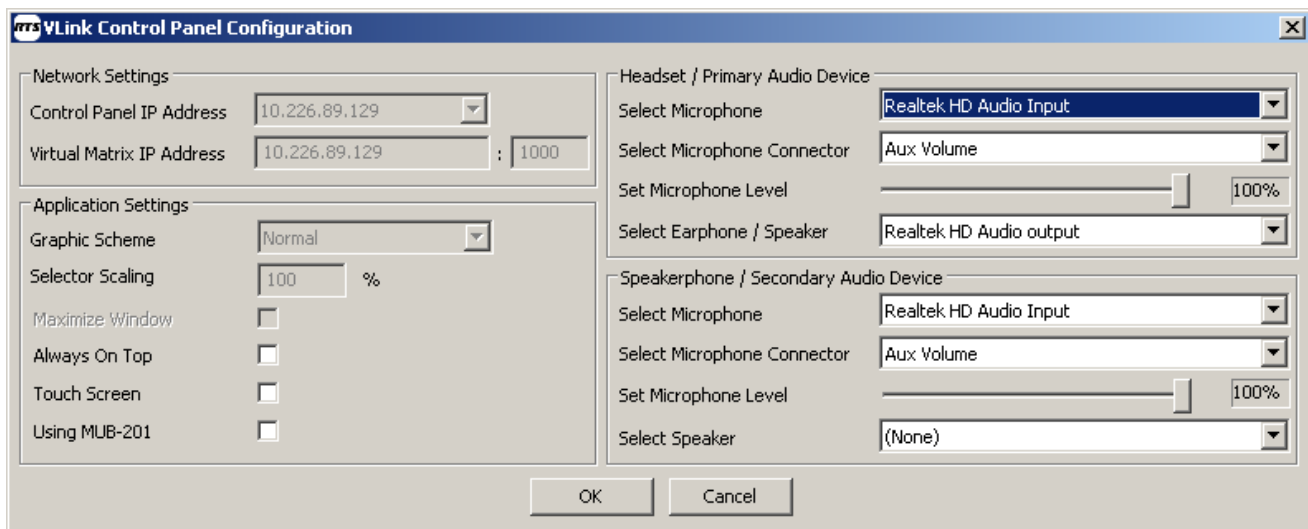 RTS VLink Control Panel Configuration
Network Settings
Control Panel IP Address 10.226.89.129
Virtual Matrix IP Address 10.226.89.129 : 1000
Application Settings
Graphic Scheme Normal
Selector Scaling 100 %
Maximize Window
Always On Top
Touch Screen
Using MUB-201
Headset / Primary Audio Device
Select Microphone Realtek HD Audio Input
Select Microphone Connector Aux Volume
Set Microphone Level 100%
Select Earphone / Speaker Realtek HD Audio output
Speakerphone / Secondary Audio Device
Select Microphone Realtek HD Audio Input
Select Microphone Connector Aux Volume
Set Microphone Level 100%
Select Speaker (None)
OK Cancel